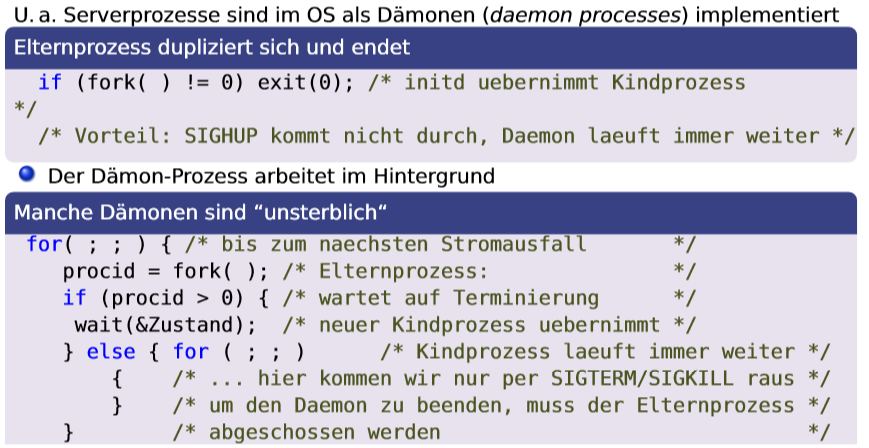 U. a. Serverprozesse sind im OS als Dämonen (daemon processes) implementiert
Elternprozess dupliziert sich und endet
if (fork( ) != 0) exit(0); /* initd uebernimmt Kindprozess
*/
/* Vorteil: SIGHUP kommt nicht durch, Daemon laeuft immer weiter */
Der Dämon-Prozess arbeitet im Hintergrund
Manche Dämonen sind “unsterblich“
for( ; ; ) { /* bis zum naechsten Stromausfall */
procid = fork( ); /* Elternprozess: */
if (procid > 0) { /* wartet auf Terminierung */
wait(&Zustand); /* neuer Kindprozess uebernimmt */
} else { for ( ; ; ) /* Kindprozess laeuft immer weiter */
{ /* ... hier kommen wir nur per SIGTERM/SIGKILL raus */
} /* um den Daemon zu beenden, muss der Elternprozess */
} /* abgeschossen werden */